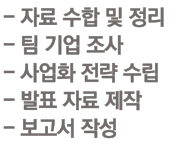 - 자료 수합 및 정리
- 팀 기업 조사
- 사업화 전략 수립
- 발표 자료 제작
- 보고서 작성